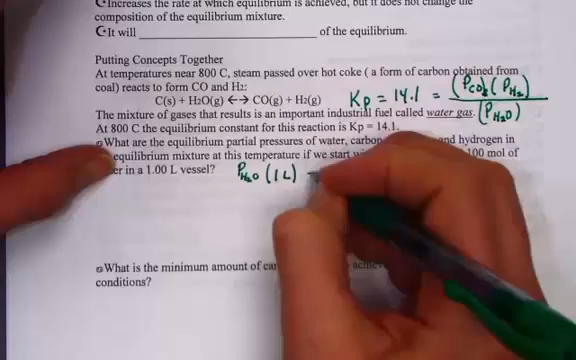 Increases the rate at which equilibrium is achieved, but it does not change the
composition of the equilibrium mixture.
It will ____________________ of the equilibrium.
Putting Concepts Together
At temperatures near 800 C, steam passed over hot coke ( a form of carbon obtained from
coal) reacts to form CO and H2:
C(s) + H2O(g) ←→ CO(g) + H2(g)
Kp = 14.1 = (PCO)(PH2) / (PH2O)
The mixture of gases that results is an important industrial fuel called water gas.
At 800 C the equilibrium constant for this reaction is Kp = 14.1.
What are the equilibrium partial pressures of water, carbon and hydrogen in
equilibrium mixture at this temperature if we start 100 mol of
in a 1.00 L vessel?
PH2O (1L)
What is the minimum amount of
conditions?